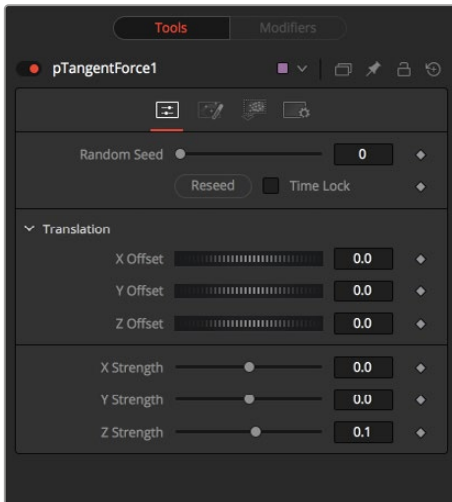 Tools Modifiers
pTangentForce1
Random Seed 0
Reseed Time Lock
Translation
X Offset 0.0
Y Offset 0.0
Z Offset 0.0
X Strength 0.0
Y Strength 0.0
Z Strength 0.1